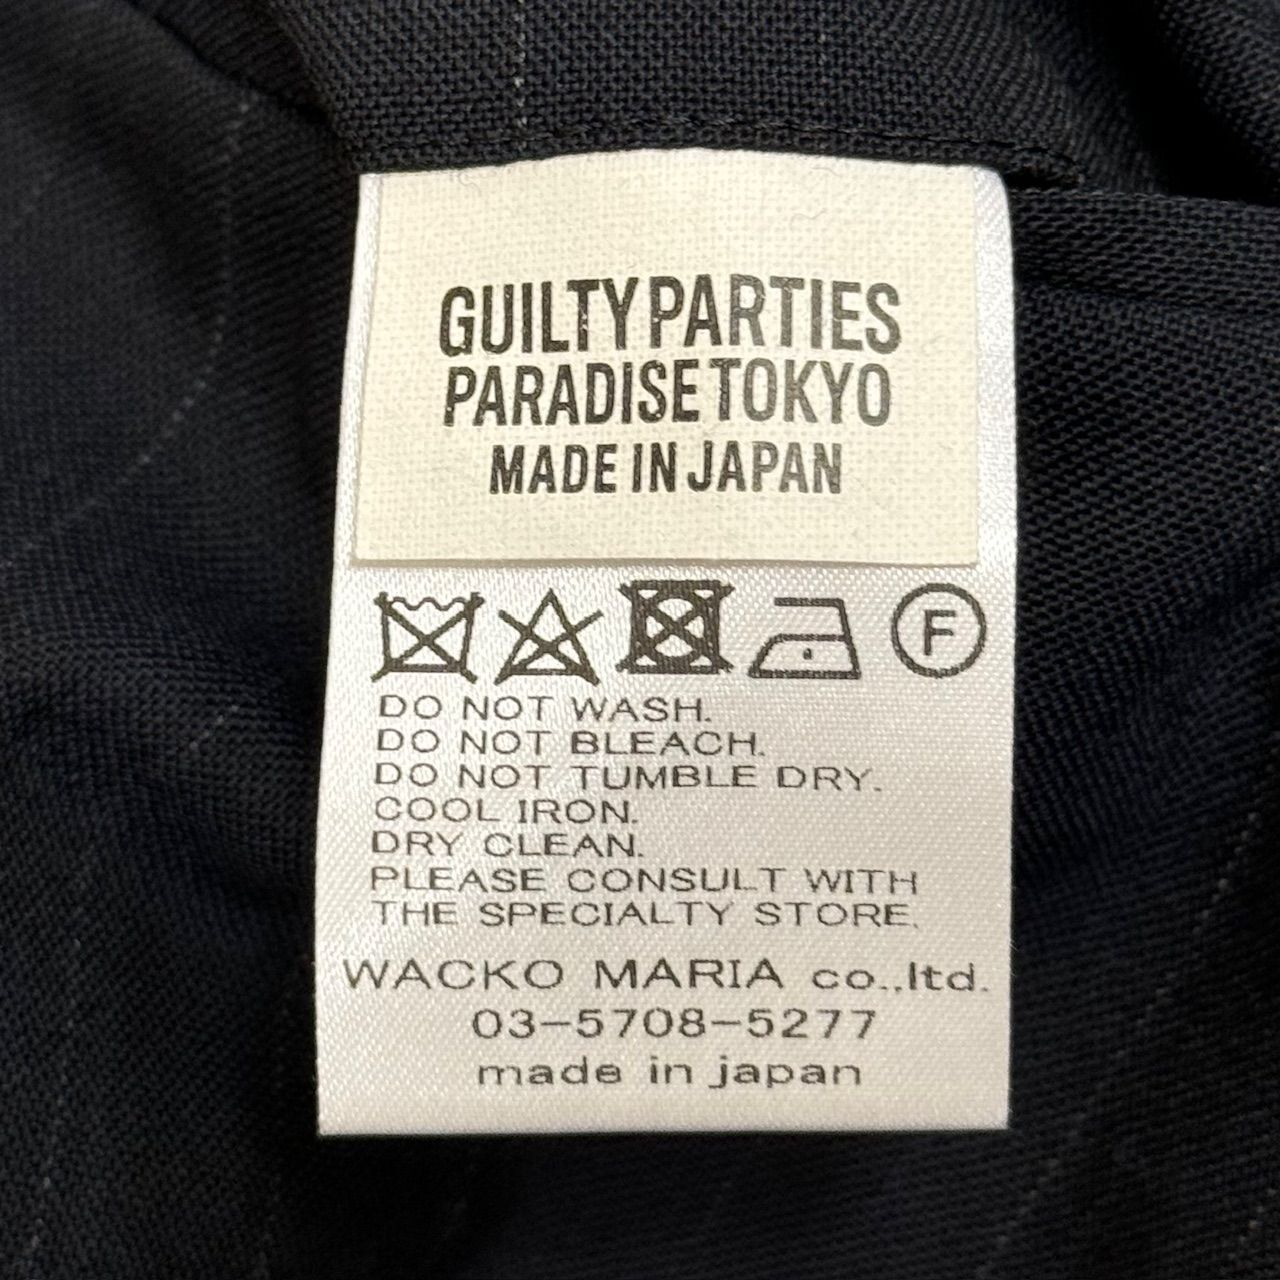 GUILTY PARTIES
PARADISE TOKYO
MADE IN JAPAN
F
DO NOT WASH.
DO NOT BLEACH.
DO NOT TUMBLE DRY.
COOL IRON.
DRY CLEAN.
PLEASE CONSULT WITH
THE SPECIALTY STORE.
WACKO MARIA co.,ltd.
03-5708-5277
made in japan